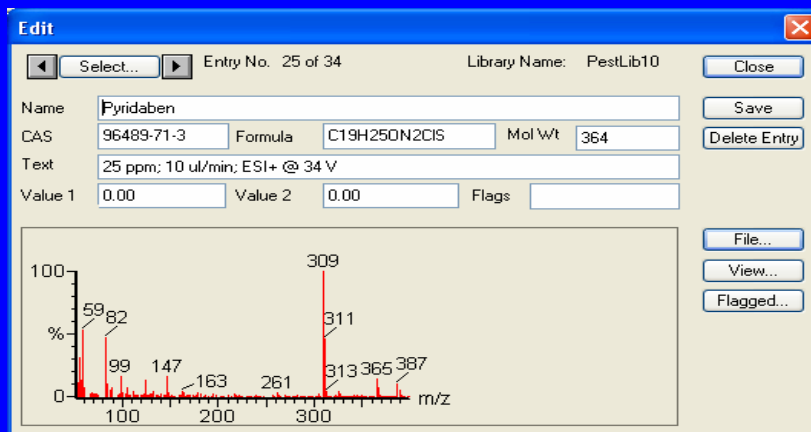 Edit
Select... Entry No. 25 of 34 Library Name: PestLib10 Close
Name Pyridaben Save
CAS 96489-71-3 Formula C19H25ON2ClS Mol Wt 364 Delete Entry
Text 25 ppm; 10 ul/min; ESI+ @ 34 V
Value 1 0.00 Value 2 0.00 Flags
File...
View...
Flagged...
309
100
59 82 311
%
99 147 163 261 313 365 387
0 m/z
100 200 300